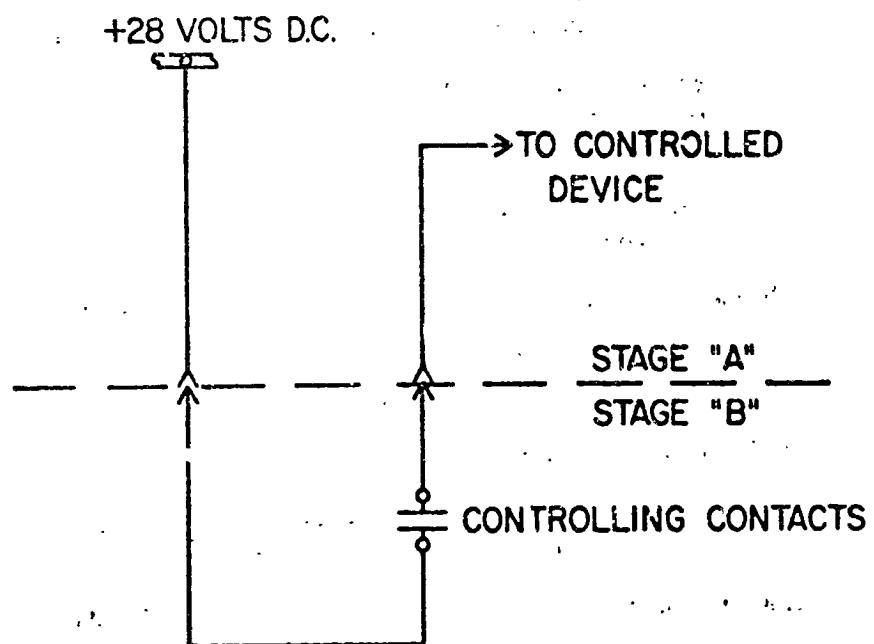 +28 VOLTS D.C.
TO CONTROLLED
DEVICE
STAGE "A"
STAGE "B"
CONTROLLING CONTACTS